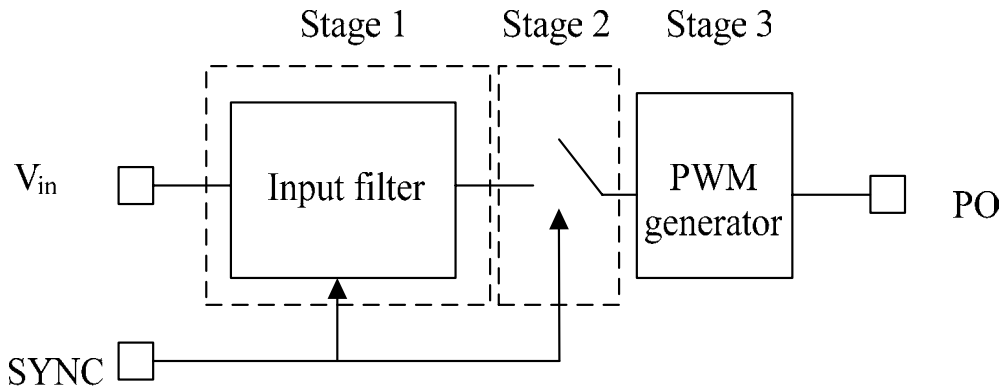 Stage 1
Stage 2
Stage 3
Vin
Input filter
PWM
generator
PO
SYNC